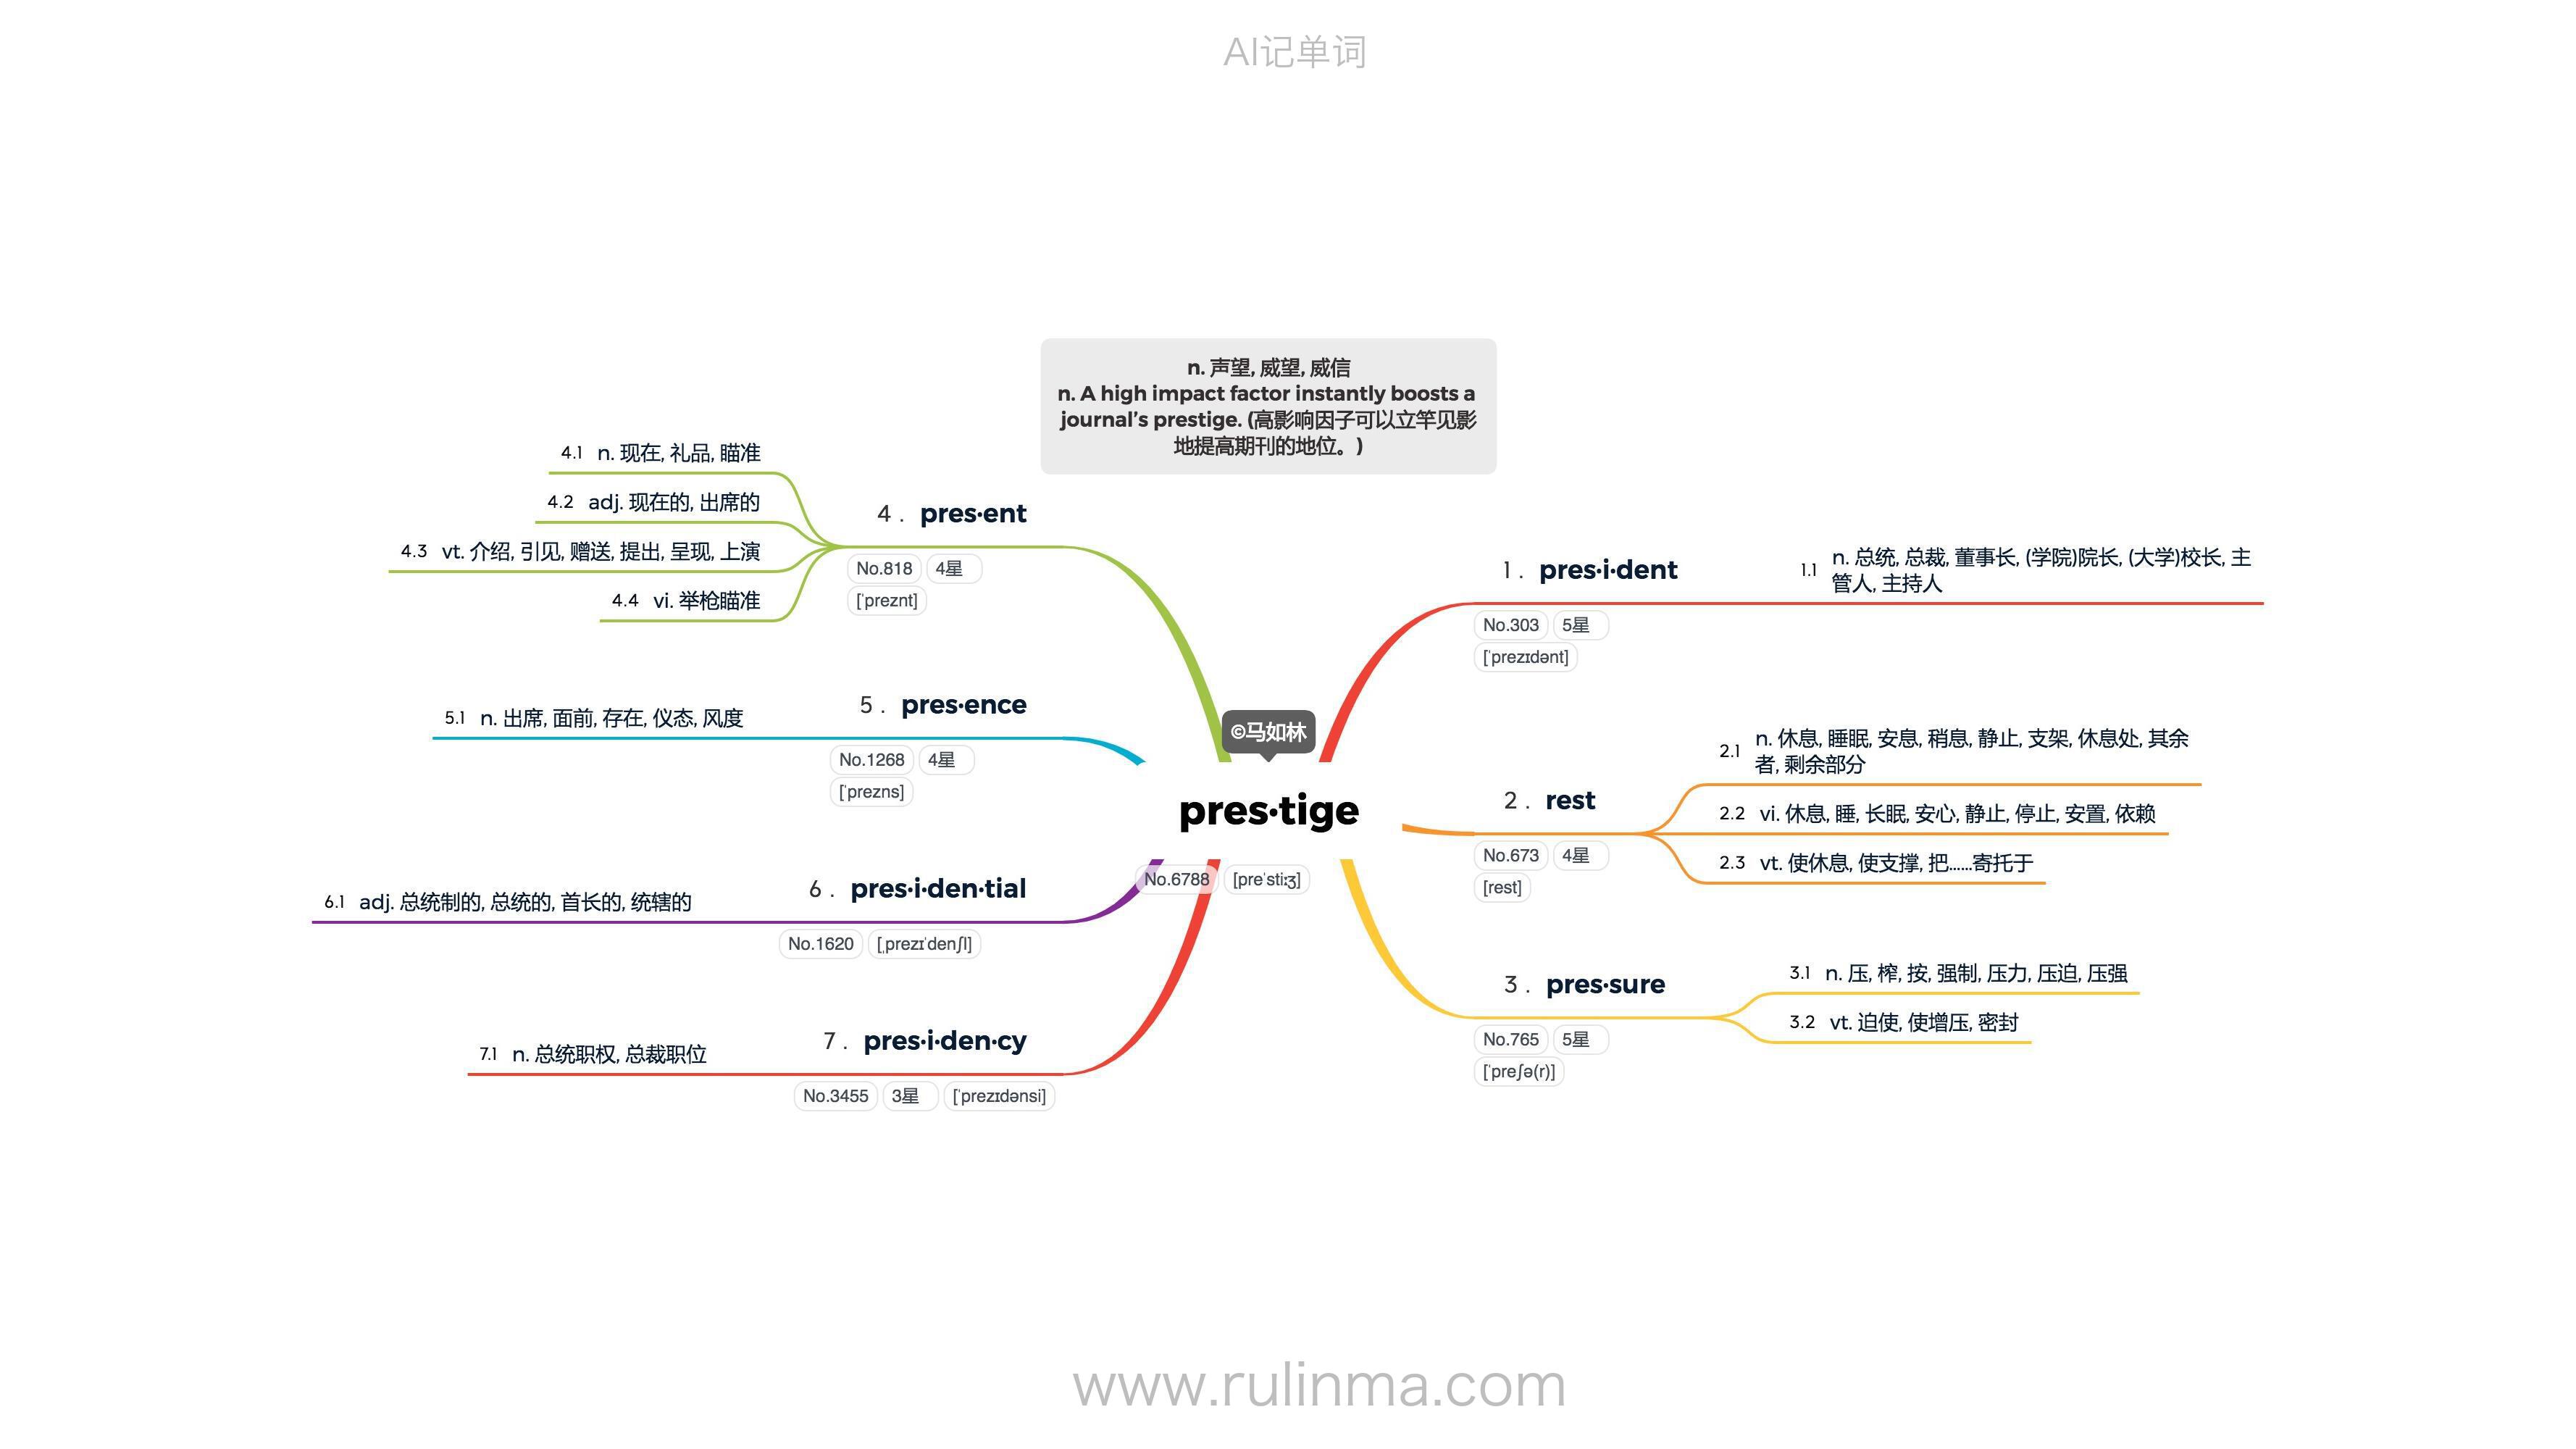 AI记单词
n. 声望, 威望, 威信
n. A high impact factor instantly boosts a
journal’s prestige. (高影响因子可以立竿见影
地提高期刊的地位。)
©马如林
pres·tige
No.6788 [preˈstiːʒ]
1 . pres·i·dent
No.303 5星
[ˈprezɪdənt]
1.1 n. 总统, 总裁, 董事长, (学院)院长, (大学)校长, 主
管人, 主持人
2 . rest
No.673 4星
[rest]
2.1 n. 休息, 睡眠, 安息, 稍息, 静止, 支架, 休息处, 其余
者, 剩余部分
2.2 vi. 休息, 睡, 长眠, 安心, 静止, 停止, 安置, 依赖
2.3 vt. 使休息, 使支撑, 把……寄托于
3 . pres·sure
No.765 5星
[ˈpreʃə(r)]
3.1 n. 压, 榨, 按, 强制, 压力, 压迫, 压强
3.2 vt. 迫使, 使增压, 密封
4 . pres·ent
No.818 4星
[ˈpreznt]
4.1 n. 现在, 礼品, 瞄准
4.2 adj. 现在的, 出席的
4.3 vt. 介绍, 引见, 赠送, 提出, 呈现, 上演
4.4 vi. 举枪瞄准
5 . pres·ence
No.1268 4星
[ˈprezns]
5.1 n. 出席, 面前, 存在, 仪态, 风度
6 . pres·i·den·tial
No.1620 [ˌprezɪˈdenʃl]
6.1 adj. 总统制的, 总统的, 首长的, 统辖的
7 . pres·i·den·cy
No.3455 3星 [ˈprezɪdənsi]
7.1 n. 总统职权, 总裁职位
www.rulinma.com